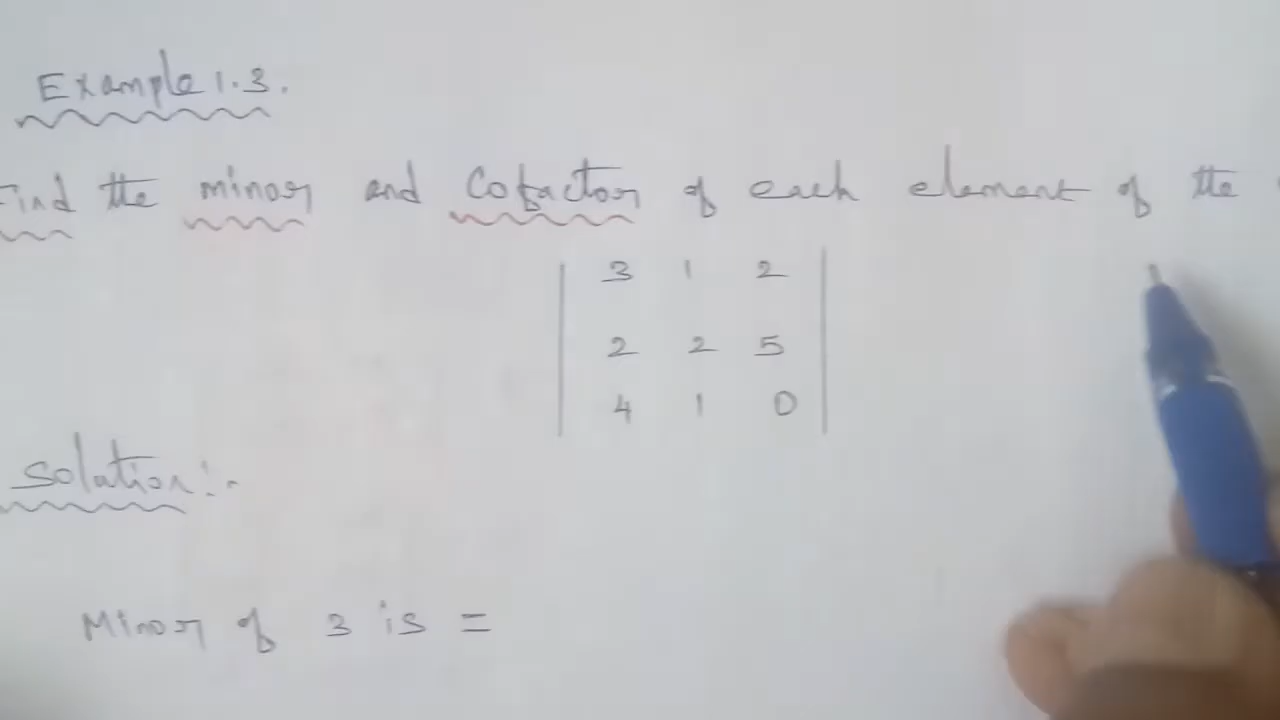 Example 1.3.
Find the minor and Cofactor of each element of the
3 1 2
2 2 5
4 1 0
Solution:-
Minor of 3 is =